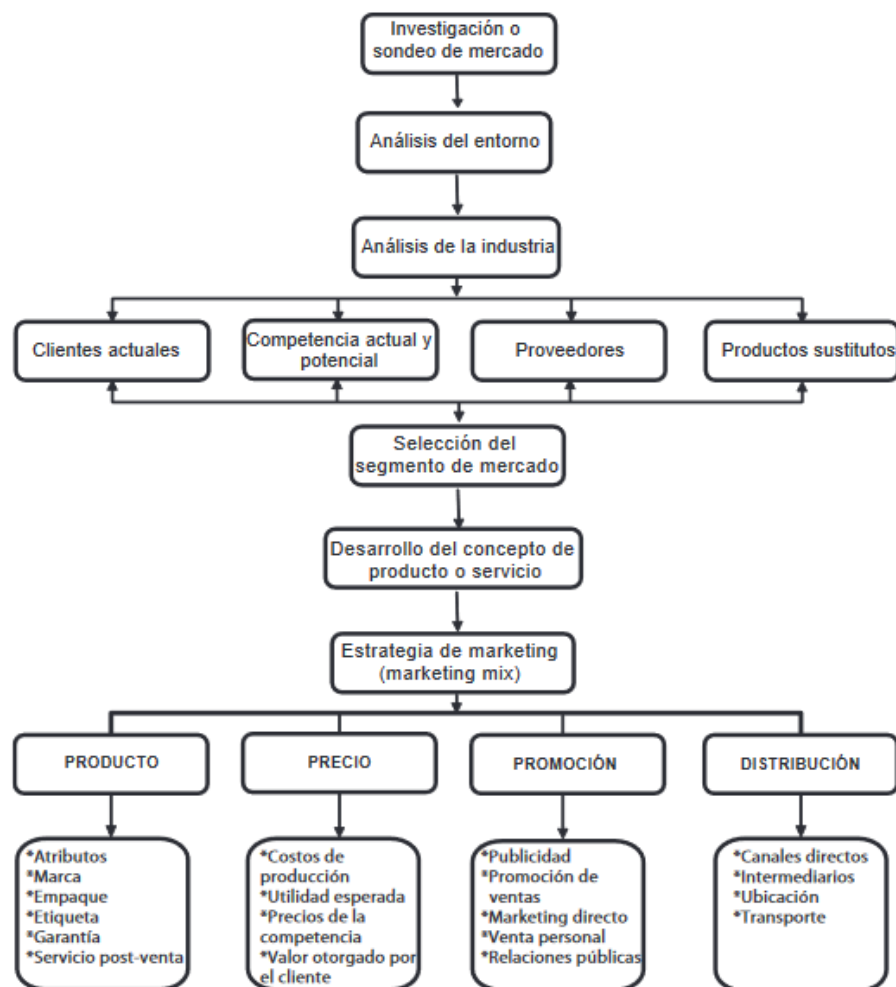 Investigación o
sondeo de mercado
Análisis del entorno
Análisis de la industria
Clientes actuales
Competencia actual y
potencial
Proveedores
Productos sustitutos
Selección del
segmento de mercado
Desarrollo del concepto de
producto o servicio
Estrategia de marketing
(marketing mix)
PRODUCTO
PRECIO
PROMOCIÓN
DISTRIBUCIÓN
*Atributos
*Marca
*Empaque
*Etiqueta
*Garantía
*Servicio post-venta
*Costos de
producción
*Utilidad esperada
*Precios de la
competencia
*Valor otorgado por
el cliente
*Publicidad
*Promoción de
ventas
*Marketing directo
*Venta personal
*Relaciones públicas
*Canales directos
*Intermediarios
*Ubicación
*Transporte